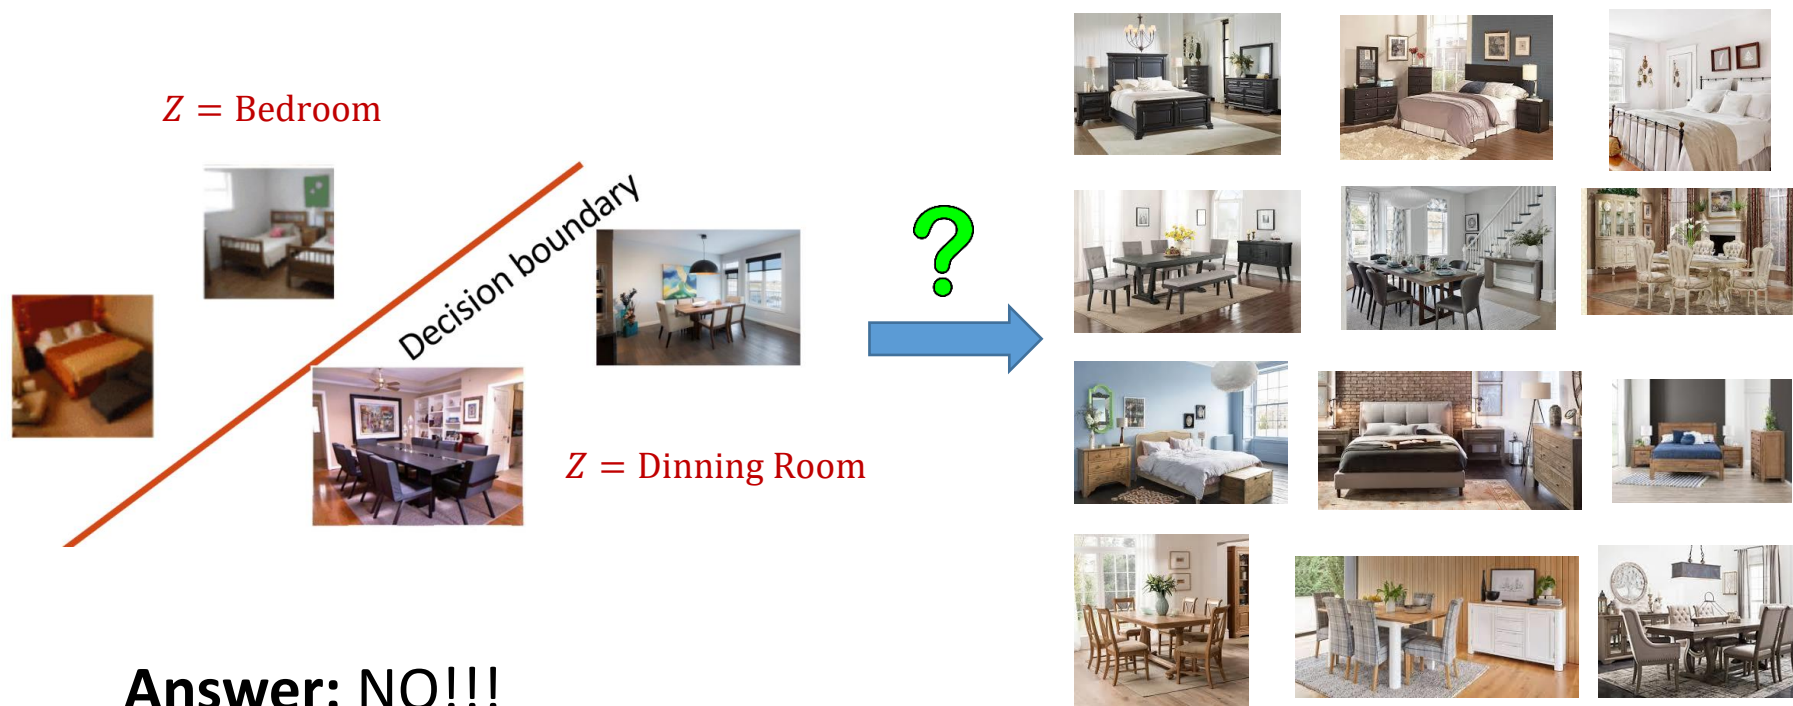 Z = Bedroom
Decision boundary
?
Z = Dinning Room
Answer: NO!!!